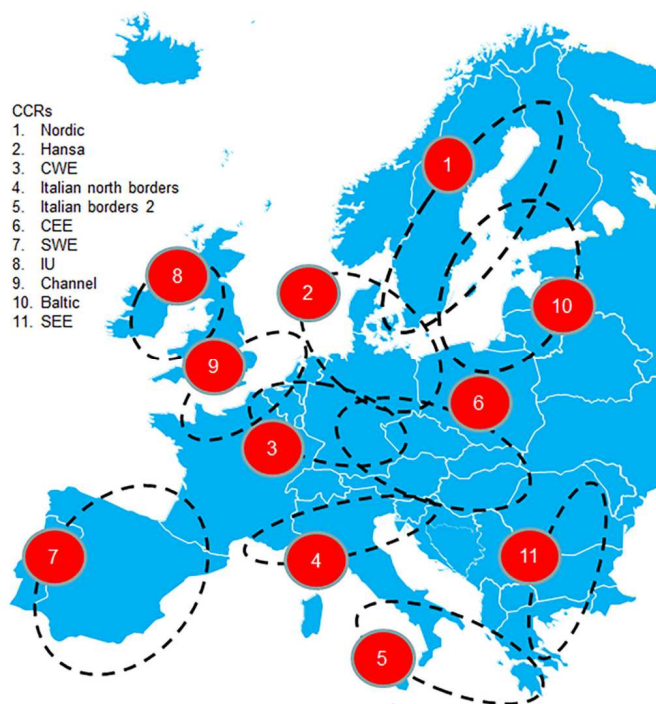 CCRs
1. Nordic
2. Hansa
3. CWE
4. Italian north borders
5. Italian borders 2
6. CEE
7. SWE
8. IU
9. Channel
10. Baltic
11. SEE
1
8
2
10
9
6
3
7
4
11
5